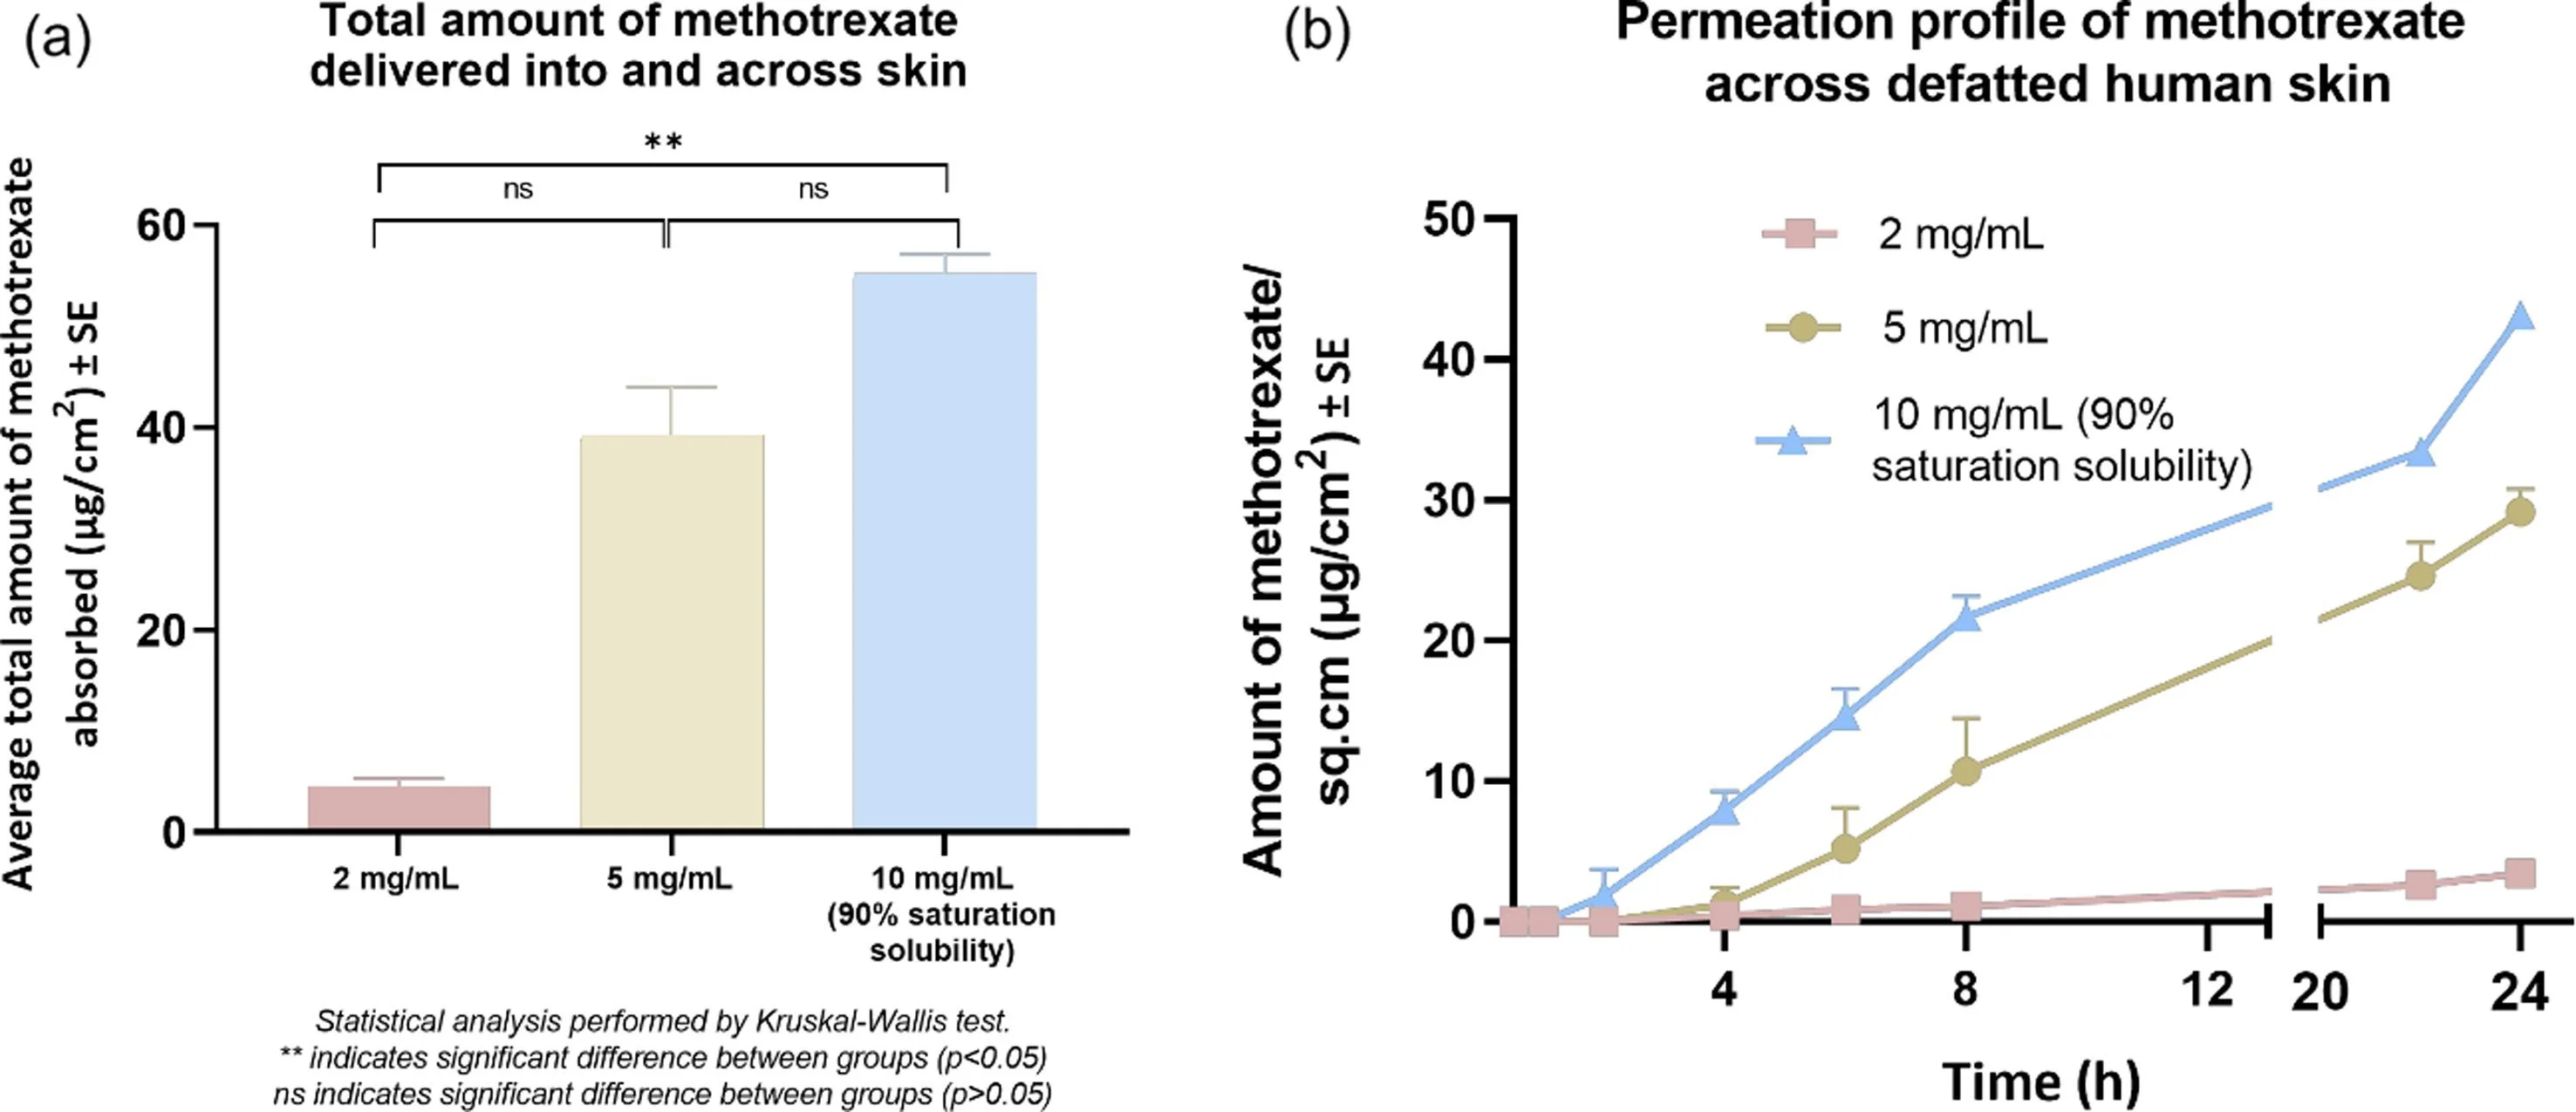 (a)
Total amount of methotrexate
delivered into and across skin
Average total amount of methotrexate
absorbed (µg/cm²) ± SE
**
ns
ns
60
40
20
0
2 mg/mL
5 mg/mL
10 mg/mL
(90% saturation
solubility)
Statistical analysis performed by Kruskal-Wallis test.
** indicates significant difference between groups (p<0.05)
ns indicates significant difference between groups (p>0.05)
(b)
Permeation profile of methotrexate
across defatted human skin
Amount of methotrexate/
sq.cm (µg/cm²) ± SE
50
40
30
20
10
0
2 mg/mL
5 mg/mL
10 mg/mL (90%
saturation solubility)
4
8
12
20
24
Time (h)